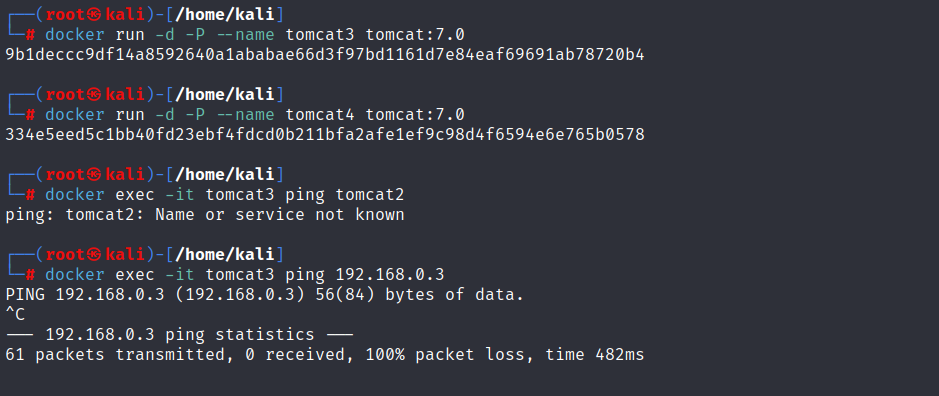 ┌──(root㉿kali)-[/home/kali]
└─# docker run -d -P --name tomcat3 tomcat:7.0
9b1deccc9df14a8592640a1ababae66d3f97bd1161d7e84eaf69691ab78720b4
┌──(root㉿kali)-[/home/kali]
└─# docker run -d -P --name tomcat4 tomcat:7.0
334e5eed5c1bb40fd23ebf4fdcd0b211bfa2afe1ef9c98d4f6594e6e765b0578
┌──(root㉿kali)-[/home/kali]
└─# docker exec -it tomcat3 ping tomcat2
ping: tomcat2: Name or service not known
┌──(root㉿kali)-[/home/kali]
└─# docker exec -it tomcat3 ping 192.168.0.3
PING 192.168.0.3 (192.168.0.3) 56(84) bytes of data.
^C
--- 192.168.0.3 ping statistics ---
61 packets transmitted, 0 received, 100% packet loss, time 482ms